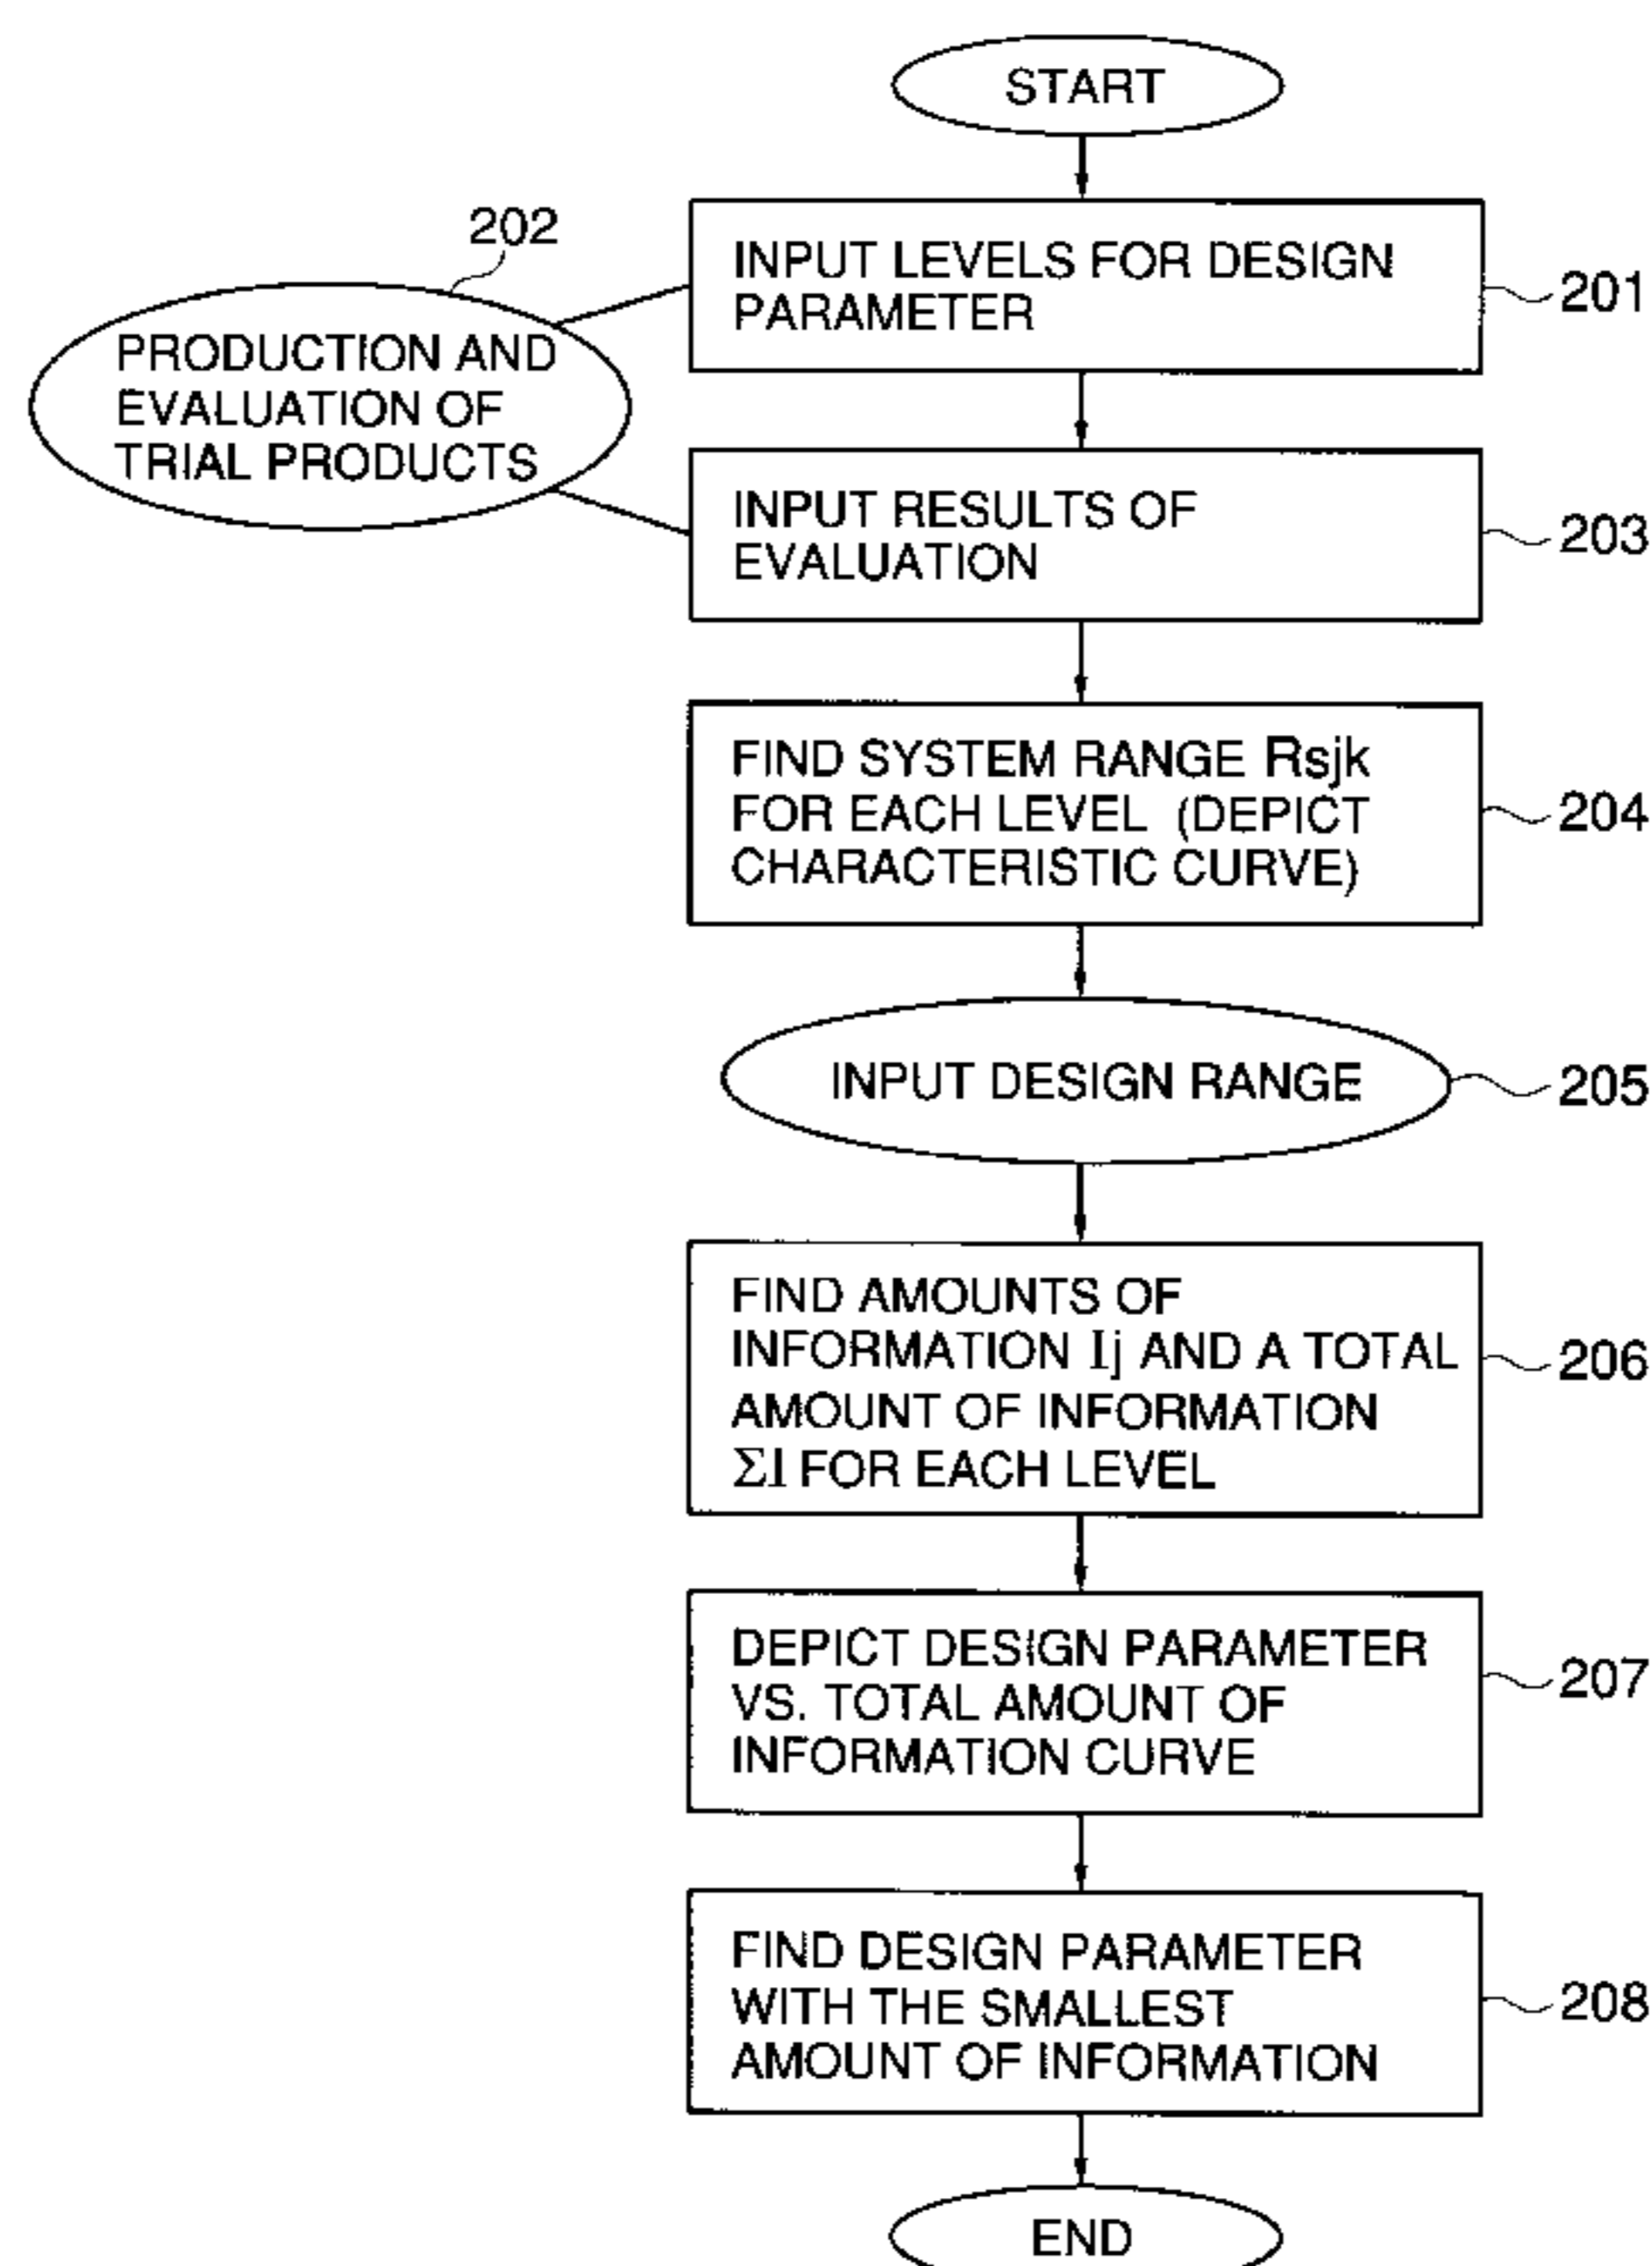 START
202
INPUT LEVELS FOR DESIGN
PARAMETER
201
PRODUCTION AND
EVALUATION OF
TRIAL PRODUCTS
INPUT RESULTS OF
EVALUATION
203
FIND SYSTEM RANGE Rsjk
FOR EACH LEVEL (DEPICT
CHARACTERISTIC CURVE)
204
INPUT DESIGN RANGE
205
FIND AMOUNTS OF
INFORMATION Ij AND A TOTAL
AMOUNT OF INFORMATION
ΣI FOR EACH LEVEL
206
DEPICT DESIGN PARAMETER
VS. TOTAL AMOUNT OF
INFORMATION CURVE
207
FIND DESIGN PARAMETER
WITH THE SMALLEST
AMOUNT OF INFORMATION
208
END